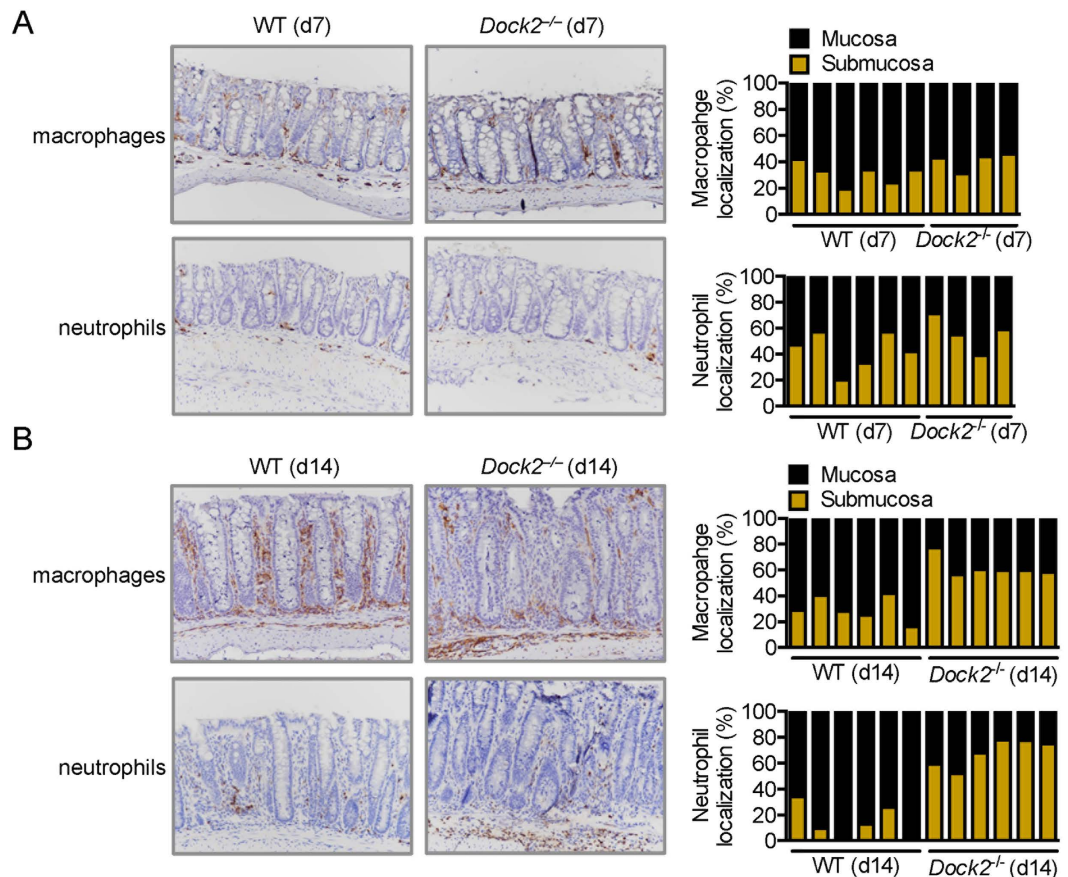 A
WT (d7)
Dock2–/– (d7)
macrophages
neutrophils
Mucosa
Submucosa
Macropahge
localization (%)
100
80
60
40
20
0
WT (d7)
Dock2-/- (d7)
Neutrophil
localization (%)
100
80
60
40
20
0
WT (d7)
Dock2-/- (d7)
B
WT (d14)
Dock2–/– (d14)
macrophages
neutrophils
Mucosa
Submucosa
Macropahge
localization (%)
100
80
60
40
20
0
WT (d14)
Dock2-/- (d14)
Neutrophil
localization (%)
100
80
60
40
20
0
WT (d14)
Dock2-/- (d14)